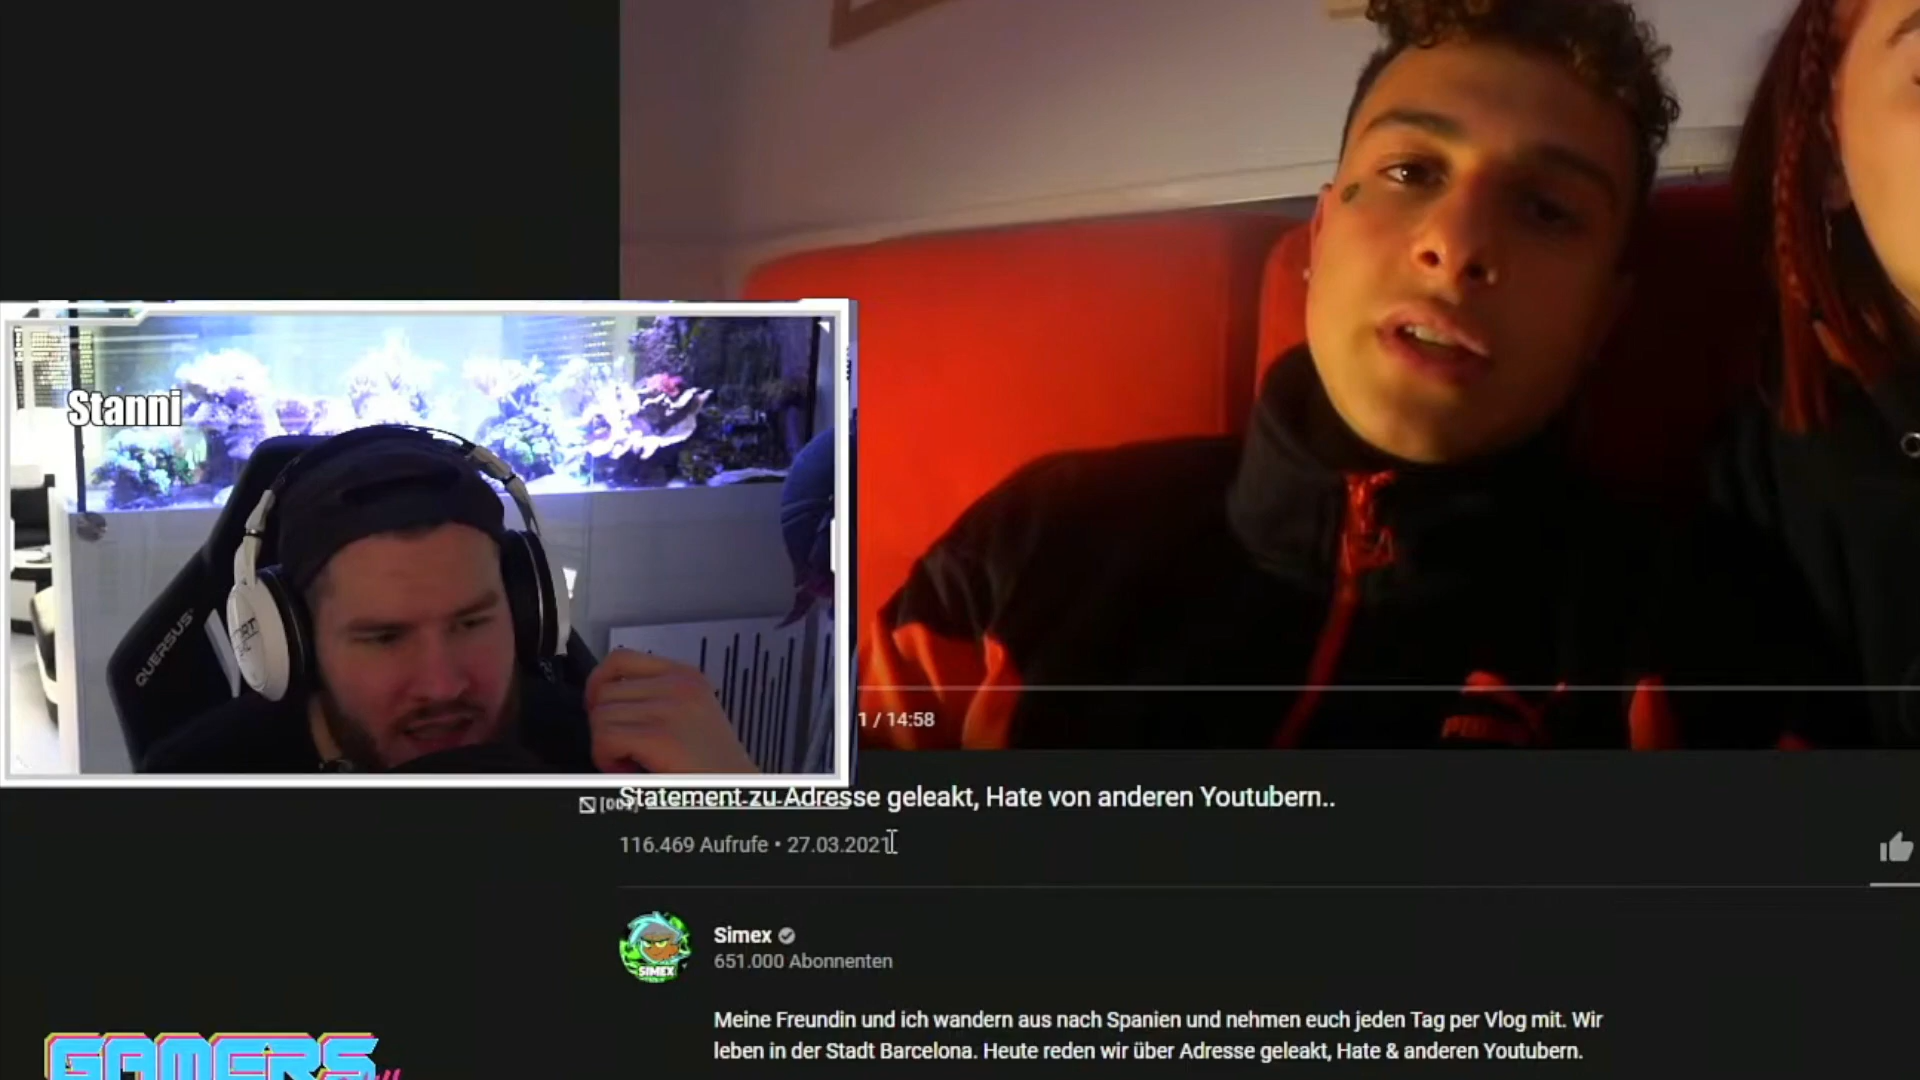 Stanni
QUERSUS
1 / 14:58
Statement zu Adresse geleakt, Hate von anderen Youtubern..
116.469 Aufrufe • 27.03.2021
SIMEX
Simex
651.000 Abonnenten
Meine Freundin und ich wandern aus nach Spanien und nehmen euch jeden Tag per Vlog mit. Wir
leben in der Stadt Barcelona. Heute reden wir über Adresse geleakt, Hate & anderen Youtubern.
GAMERS